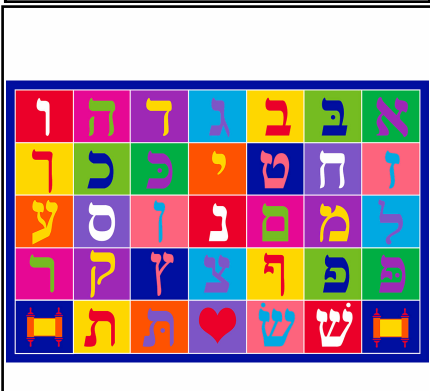 א בּ ב ג ד ה ו
ז ח ט י כּ כ ך
ל מ ם נ ן ס ע
פּ פ ף צ ץ ק ר
שׁ שׂ תּ ת